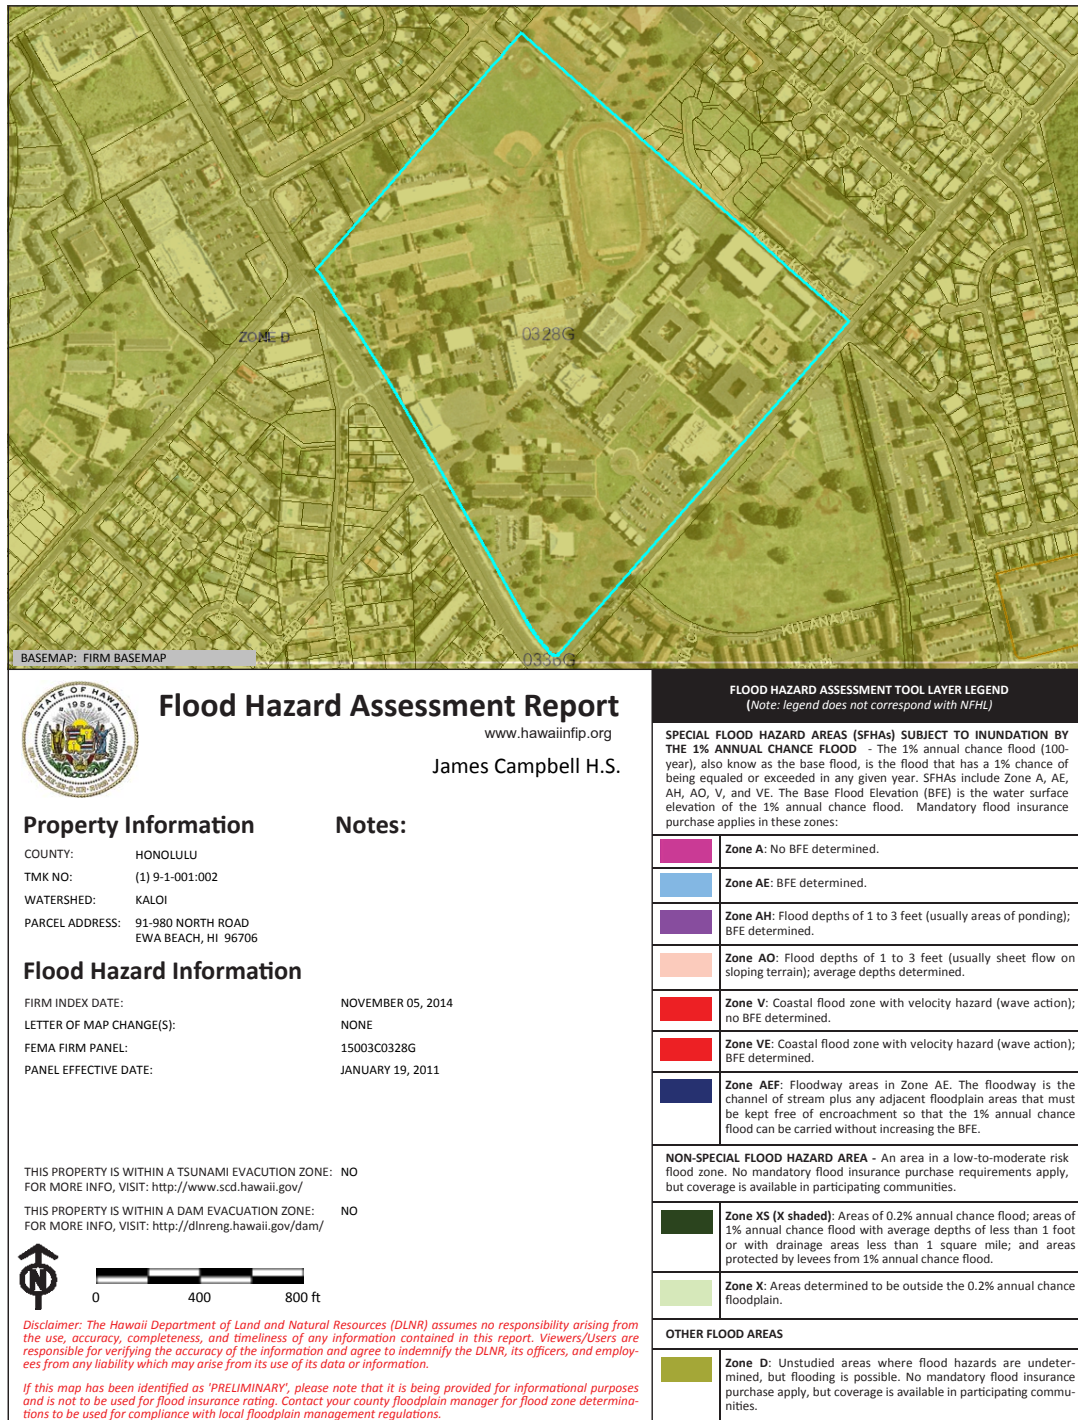 ZONE D
0328G
0336G
KULANA PL
BASEMAP: FIRM BASEMAP
STATE OF HAWAII
1959
Flood Hazard Assessment Report
www.hawaiinfip.org
James Campbell H.S.
Property Information
Notes:
COUNTY: HONOLULU
TMK NO: (1) 9-1-001:002
WATERSHED: KALOI
PARCEL ADDRESS: 91-980 NORTH ROAD
EWA BEACH, HI 96706
Flood Hazard Information
FIRM INDEX DATE: NOVEMBER 05, 2014
LETTER OF MAP CHANGE(S): NONE
FEMA FIRM PANEL: 15003C0328G
PANEL EFFECTIVE DATE: JANUARY 19, 2011
THIS PROPERTY IS WITHIN A TSUNAMI EVACUTION ZONE: NO
FOR MORE INFO, VISIT: http://www.scd.hawaii.gov/
THIS PROPERTY IS WITHIN A DAM EVACUATION ZONE: NO
FOR MORE INFO, VISIT: http://dlnreng.hawaii.gov/dam/
N
0 400 800 ft
Disclaimer: The Hawaii Department of Land and Natural Resources (DLNR) assumes no responsibility arising from
the use, accuracy, completeness, and timeliness of any information contained in this report. Viewers/Users are
responsible for verifying the accuracy of the information and agree to indemnify the DLNR, its officers, and employ-
ees from any liability which may arise from its use of its data or information.
If this map has been identified as 'PRELIMINARY', please note that it is being provided for informational purposes
and is not to be used for flood insurance rating. Contact your county floodplain manager for flood zone determina-
tions to be used for compliance with local floodplain management regulations.
FLOOD HAZARD ASSESSMENT TOOL LAYER LEGEND
(Note: legend does not correspond with NFHL)
SPECIAL FLOOD HAZARD AREAS (SFHAs) SUBJECT TO INUNDATION BY
THE 1% ANNUAL CHANCE FLOOD - The 1% annual chance flood (100-
year), also know as the base flood, is the flood that has a 1% chance of
being equaled or exceeded in any given year. SFHAs include Zone A, AE,
AH, AO, V, and VE. The Base Flood Elevation (BFE) is the water surface
elevation of the 1% annual chance flood. Mandatory flood insurance
purchase applies in these zones:
Zone A: No BFE determined.
Zone AE: BFE determined.
Zone AH: Flood depths of 1 to 3 feet (usually areas of ponding);
BFE determined.
Zone AO: Flood depths of 1 to 3 feet (usually sheet flow on
sloping terrain); average depths determined.
Zone V: Coastal flood zone with velocity hazard (wave action);
no BFE determined.
Zone VE: Coastal flood zone with velocity hazard (wave action);
BFE determined.
Zone AEF: Floodway areas in Zone AE. The floodway is the
channel of stream plus any adjacent floodplain areas that must
be kept free of encroachment so that the 1% annual chance
flood can be carried without increasing the BFE.
NON-SPECIAL FLOOD HAZARD AREA - An area in a low-to-moderate risk
flood zone. No mandatory flood insurance purchase requirements apply,
but coverage is available in participating communities.
Zone XS (X shaded): Areas of 0.2% annual chance flood; areas of
1% annual chance flood with average depths of less than 1 foot
or with drainage areas less than 1 square mile; and areas
protected by levees from 1% annual chance flood.
Zone X: Areas determined to be outside the 0.2% annual chance
floodplain.
OTHER FLOOD AREAS
Zone D: Unstudied areas where flood hazards are undeter-
mined, but flooding is possible. No mandatory flood insurance
purchase apply, but coverage is available in participating commu-
nities.